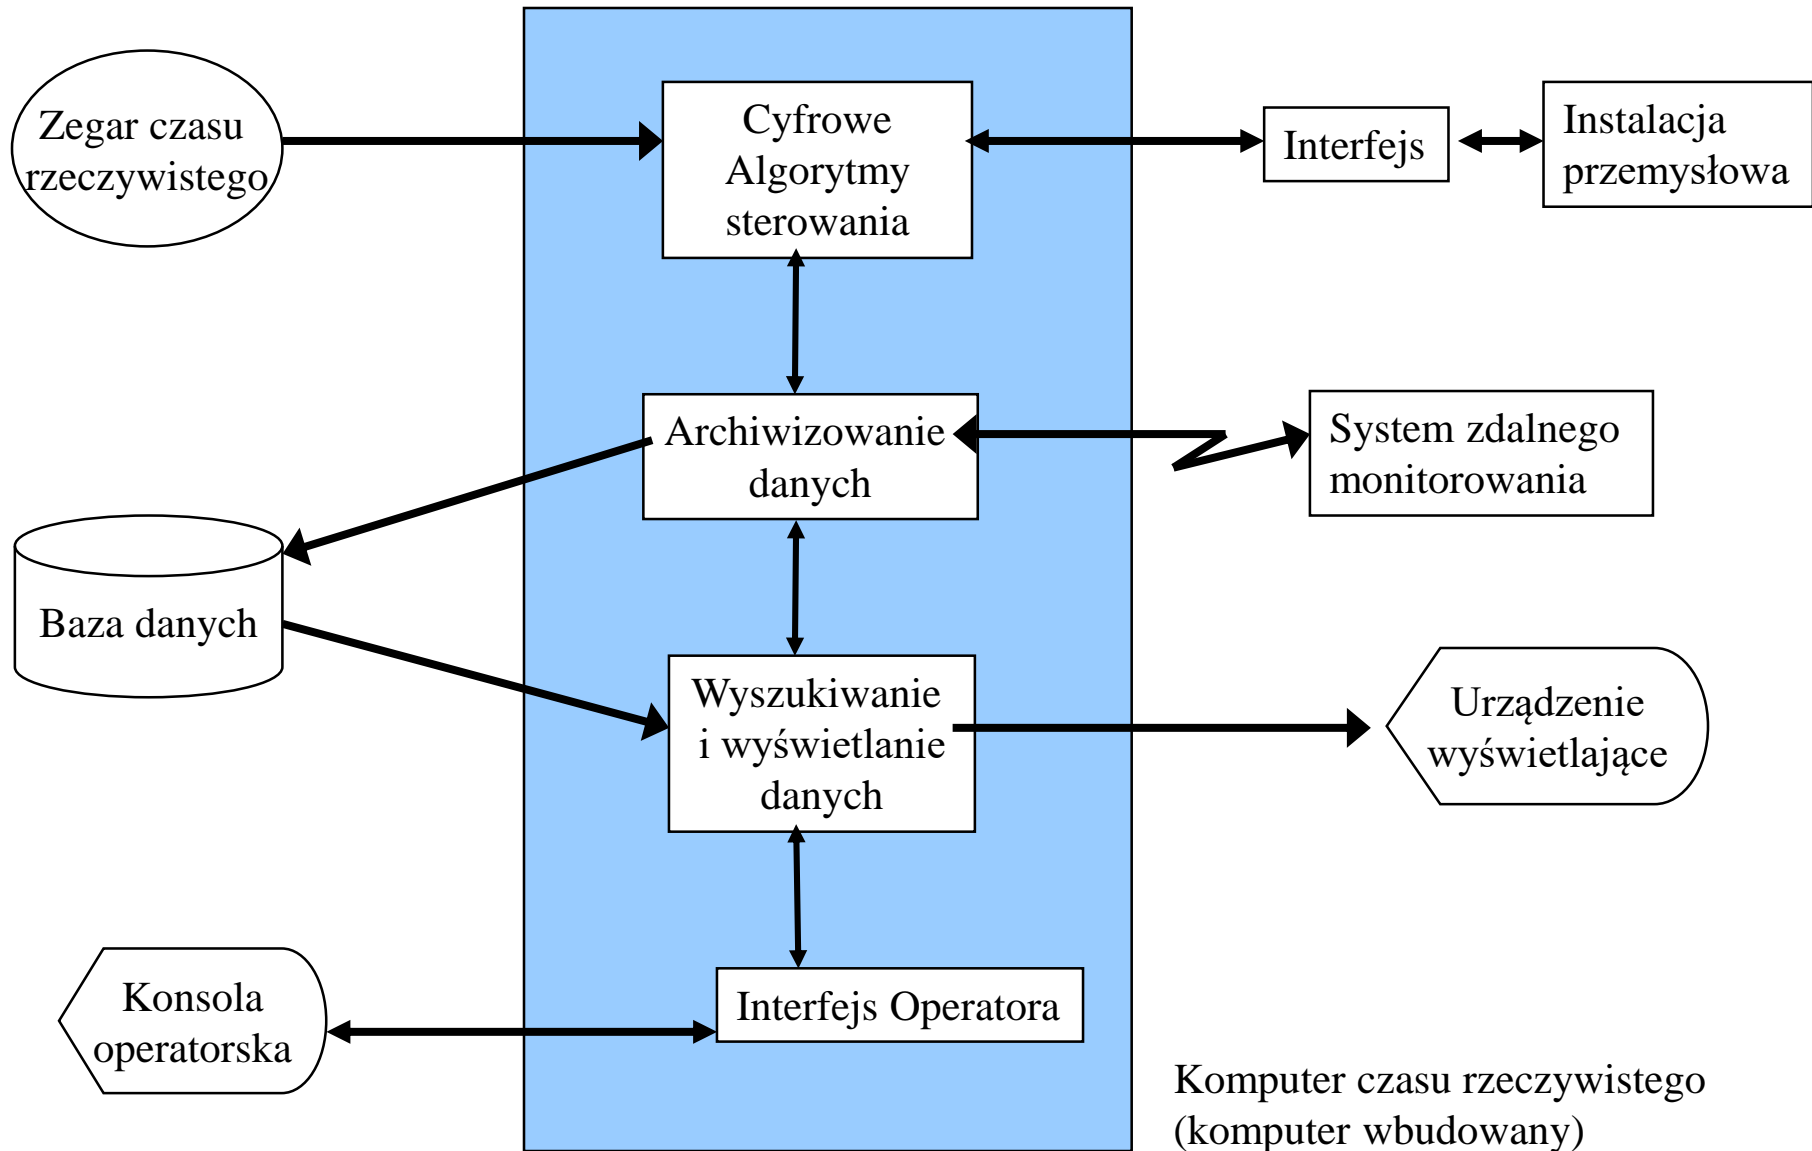 Zegar czasu
rzeczywistego
Cyfrowe
Algorytmy
sterowania
Interfejs
Instalacja
przemysłowa
Archiwizowanie
danych
System zdalnego
monitorowania
Baza danych
Wyszukiwanie
i wyświetlanie
danych
Urządzenie
wyświetlające
Konsola
operatorska
Interfejs Operatora
Komputer czasu rzeczywistego
(komputer wbudowany)